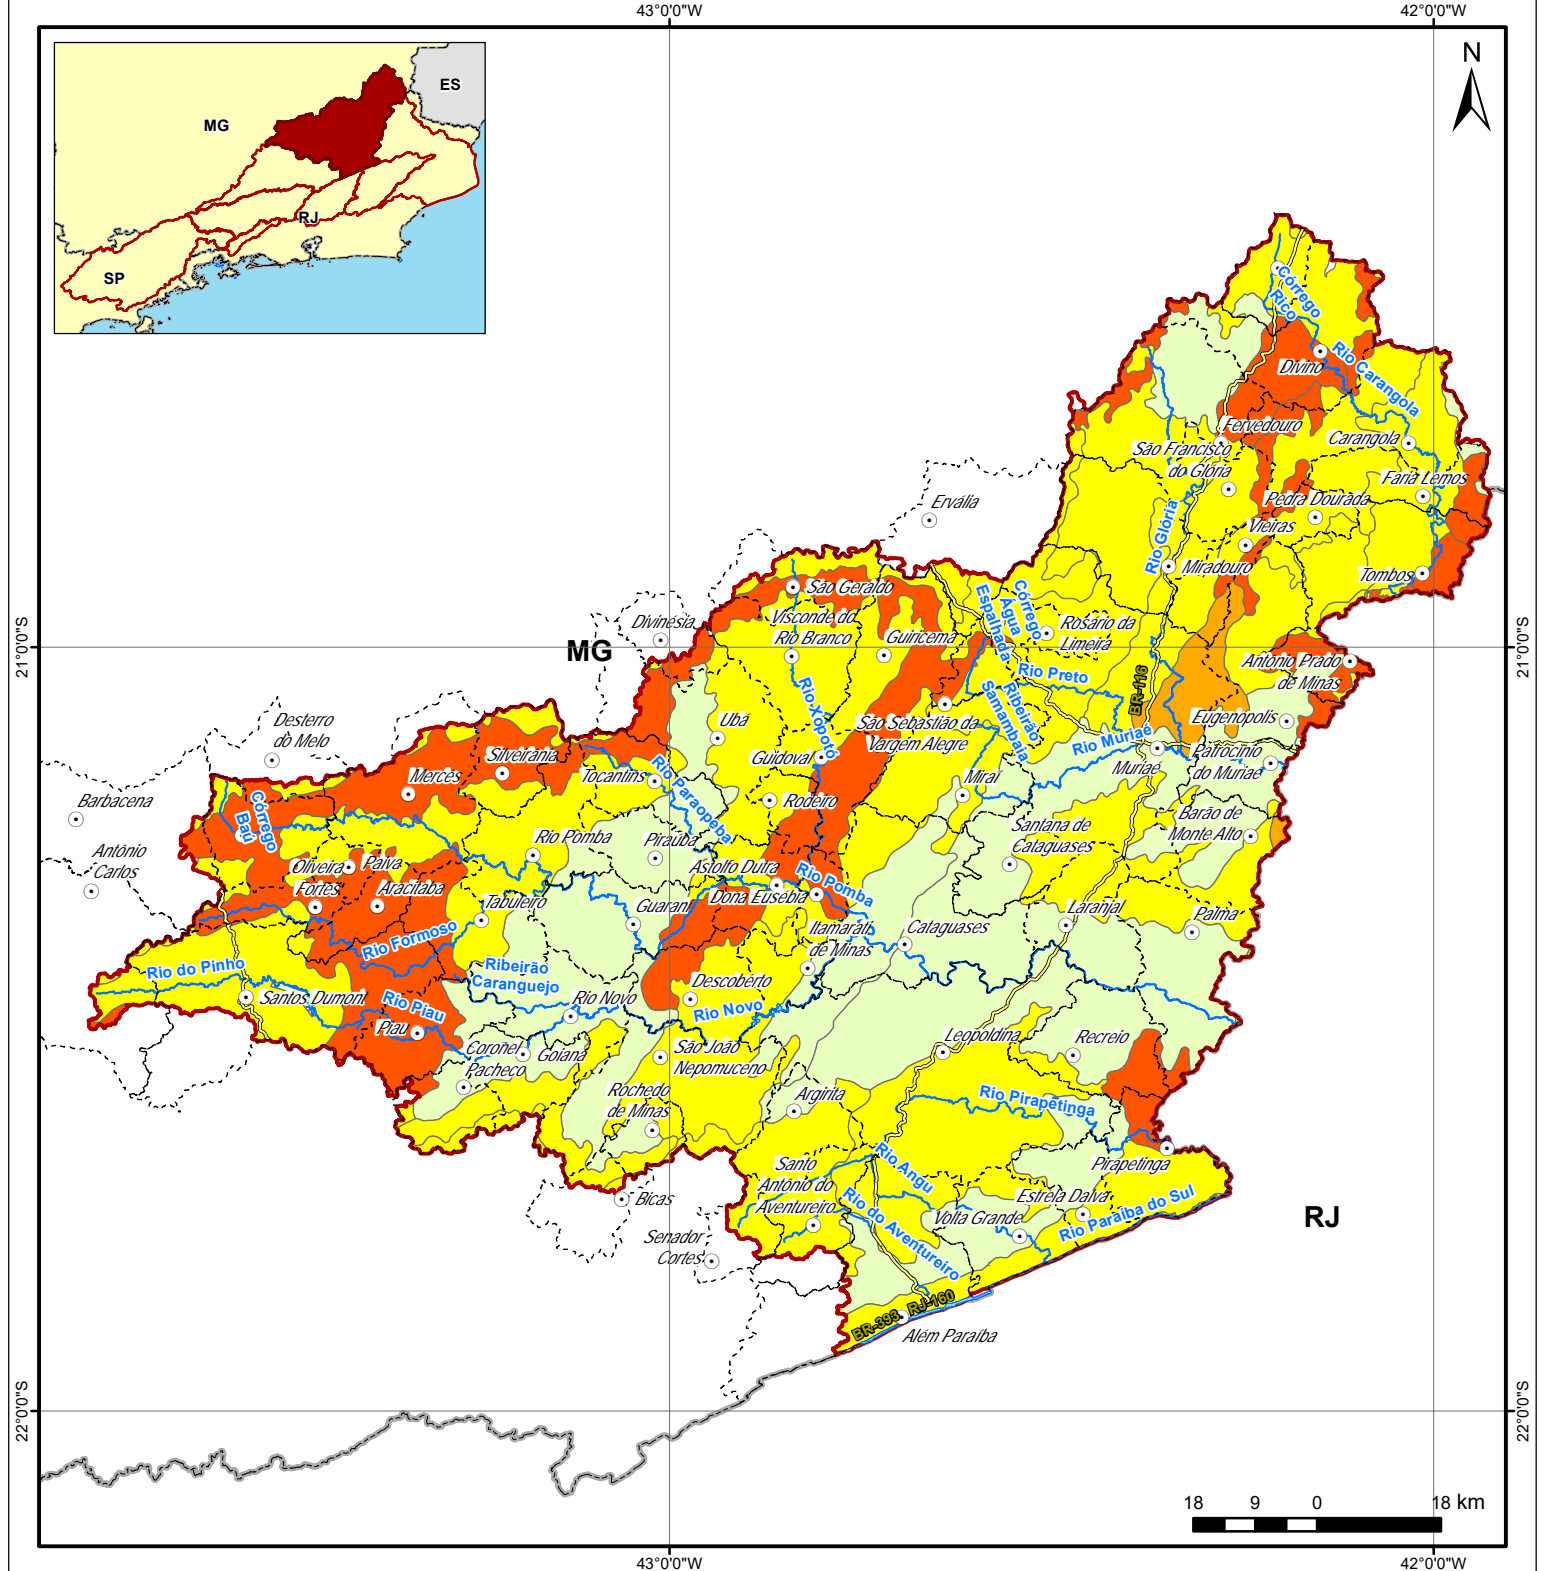 43°0'0"W
42°0'0"W
ES
MG
RJ
SP
N
Córrego
Rico
Divino
Rio Carangola
Fervedouro
Carangola
São Francisco
do Glória
Faria Lemos
Pedra Dourada
Ervália
Vieiras
Rio Glória
Miradouro
Tombos
São Geraldo
Córrego
Água
Espalhada
Divinésia
Visconde do
Rio Branco
Guiricema
Rosário da
Limeira
21°0'0"S
MG
21°0'0"S
Antônio Prado
de Minas
Rio Preto
BR-116
Ribeirão
Samambaia
Rio Xopotó
Ubá
São Sebastião da
Vargem Alegre
Eugenópolis
Desterro
do Melo
Rio Muriaé
Silveirânia
Guidoval
Muriaé
Patrocínio
do Muriaé
Mercês
Tocantins
Rio Paraopeba
Miraí
Barbacena
Córrego
Baú
Rodeiro
Barão de
Monte Alto
Santana de
Cataguases
Rio Pomba
Piraúba
Antônio
Carlos
Oliveira
Fortes
Paiva
Astolfo Dutra
Rio Pomba
Aracitaba
Dona Eusébia
Tabuleiro
Guarani
Laranjal
Palma
Itamarati
de Minas
Cataguases
Rio Formoso
Rio do Pinho
Ribeirão
Caranguejo
Descoberto
Santos Dumont
Rio Piau
Rio Novo
Rio Novo
Piau
Leopoldina
Recreio
Coronel
Pacheco
Goianá
São João
Nepomuceno
Rochedo
de Minas
Argirita
Rio Pirapetinga
Pirapetinga
Santo
Antônio do
Aventureiro
Rio Angu
Bicas
Estrela Dalva
Rio do Aventureiro
Volta Grande
Rio Paraíba do Sul
RJ
Senador
Cortes
BR-393
RJ-160
Além Paraíba
22°0'0"S
22°0'0"S
18 9 0 18 km
43°0'0"W
42°0'0"W